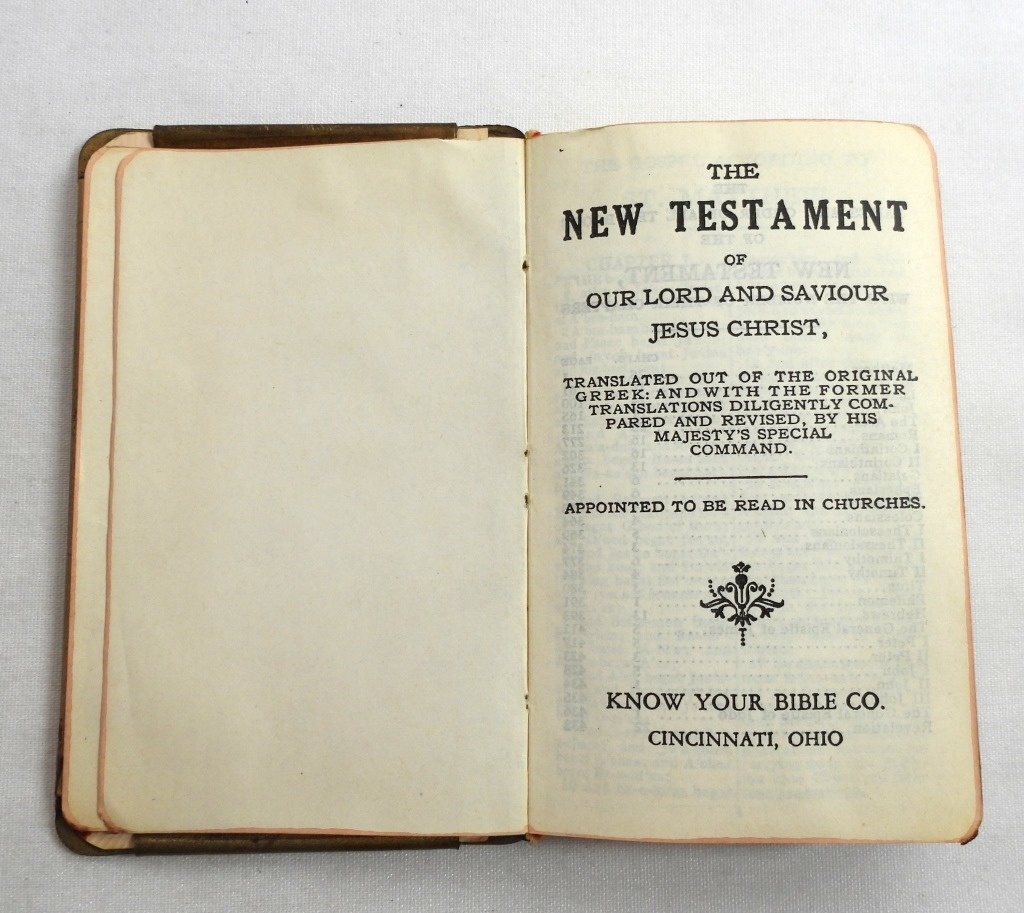 THE
NEW TESTAMENT
OF
OUR LORD AND SAVIOUR
JESUS CHRIST,
TRANSLATED OUT OF THE ORIGINAL
GREEK: AND WITH THE FORMER
TRANSLATIONS DILIGENTLY COM-
PARED AND REVISED, BY HIS
MAJESTY'S SPECIAL
COMMAND.
APPOINTED TO BE READ IN CHURCHES.
KNOW YOUR BIBLE CO.
CINCINNATI, OHIO